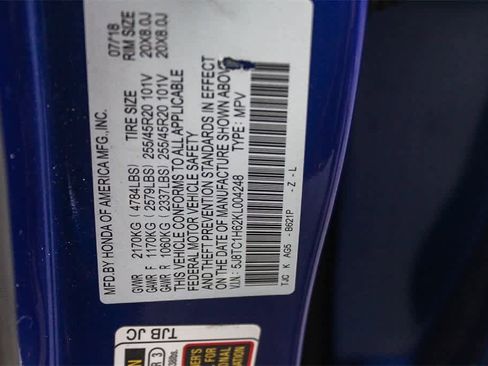 MFD.BY HONDA OF AMERICA MFG.,INC. 07/18
TIRE SIZE RIM SIZE
GVWR 2170KG (4784LBS)
GAWR F 1170KG (2579LBS) 255/45R20 101V 20X8.0J
GAWR R 1060KG (2337LBS) 255/45R20 101V 20X8.0J
THIS VEHICLE CONFORMS TO ALL APPLICABLE
FEDERAL MOTOR VEHICLE SAFETY
AND THEFT PREVENTION STANDARDS IN EFFECT
ON THE DATE OF MANUFACTURE SHOWN ABOVE.
V.I.N.: 5J8TC1H62KL004248 TYPE: MPV
TJC K AG5 - B621P - Z - L
TJB JC